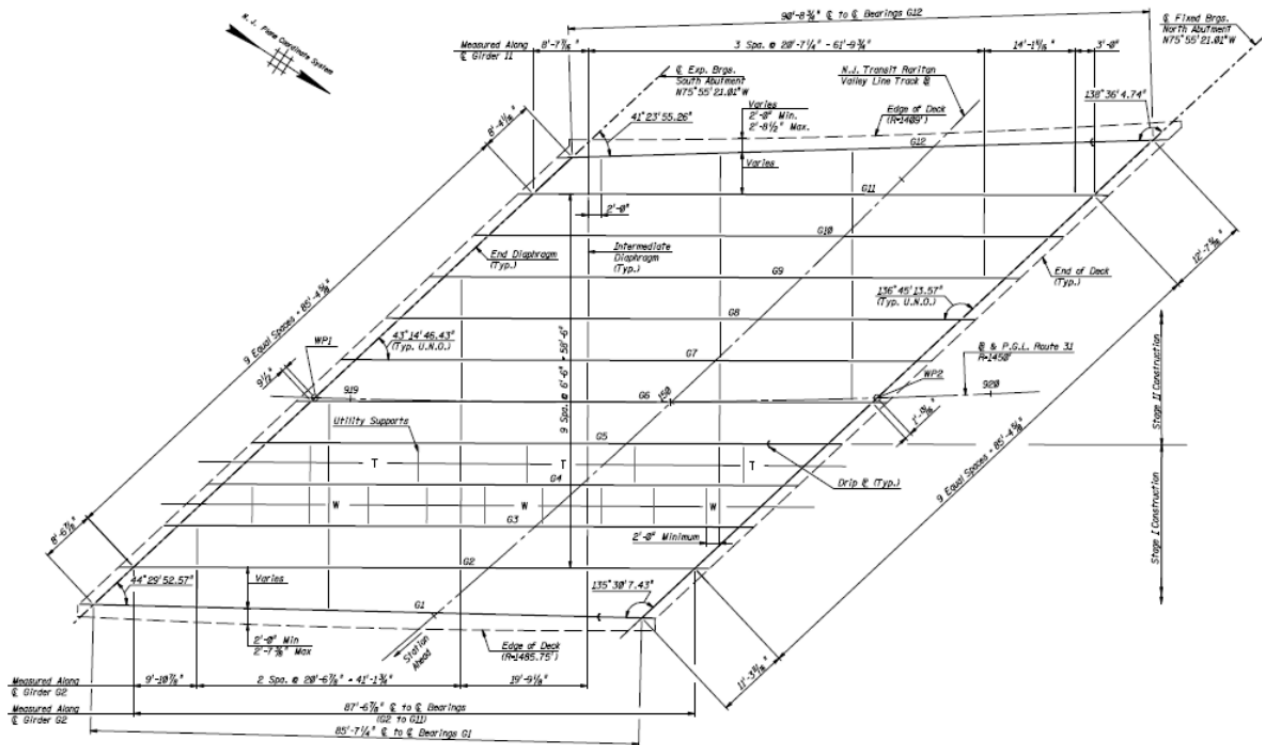 90'-8¾" ℄ to ℄ Bearings G12
℄ Fixed Brgs.
North Abutment
N75°55'21.01"W
N.J. Plane Coordinate System
Measured Along
℄ Girder 11
8'-7⁷⁄₁₆"
3 Spa. @ 20'-7¼" - 61'-9¾"
3'-0"
℄ Exp. Brgs.
South Abutment
N75°55'21.01"W
N.J. Transit Raritan
Valley Line Track ℄
Varies
2'-0" Min.
2'-8½" Max.
Edge of Deck
(R-1409')
138°36'4.74"
41°23'55.26"
G12
Varies
G11
2'-0"
G10
End Diaphragm
(Typ.)
Intermediate
Diaphragm
(Typ.)
G9
End of Deck
(Typ.)
136°45'13.57"
(Typ. U.N.O.)
G8
9 Equal Spaces = 85'-4⅝"
43°14'46.43"
(Typ. U.N.O.)
WP1
G7
9 Spa. @ 6'-6" = 58'-6"
℄ & P.G.L. Route 31
R-1450'
WP2
9½"
919
G6
150
920
Utility Supports
G5
T
T
T
G4
Drip ℄ (Typ.)
W
W
W
G3
2'-0" Minimum
9 Equal Spaces = 85'-4⅝"
Stage II Construction
Stage I Construction
8'-6⅞"
G2
44°29'52.57"
Varies
135°30'7.43"
G1
2'-0" Min
2'-7⅜" Max
Station
Ahead
Edge of Deck
(R-1485.75')
Measured Along
℄ Girder G2
9'-10⅞"
2 Spa. @ 20'-6⅞" = 41'-1¾"
Measured Along
℄ Girder G2
87'-6⅞" ℄ to ℄ Bearings
(G2 to G11)
85'-7¼" ℄ to ℄ Bearings G1